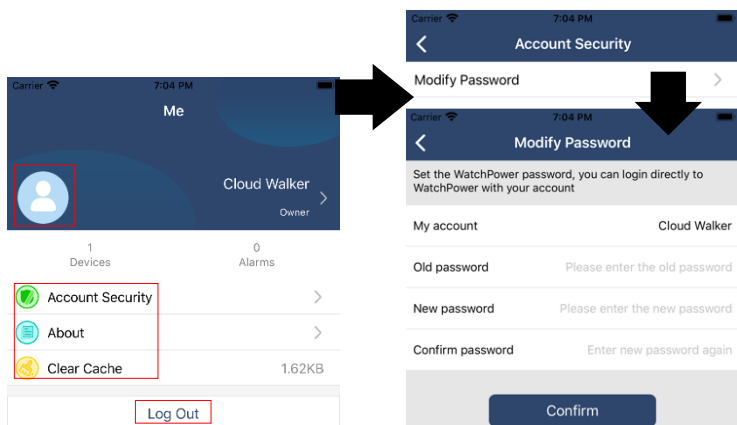 Carrier 7:04 PM
Me
Cloud Walker
Owner
1 0
Devices Alarms
Account Security
About
Clear Cache 1.62KB
Log Out
Carrier 7:04 PM
Account Security
Modify Password
Carrier 7:04 PM
Modify Password
Set the WatchPower password, you can login directly to
WatchPower with your account
My account Cloud Walker
Old password Please enter the old password
New password Please enter the new password
Confirm password Enter new password again
Confirm